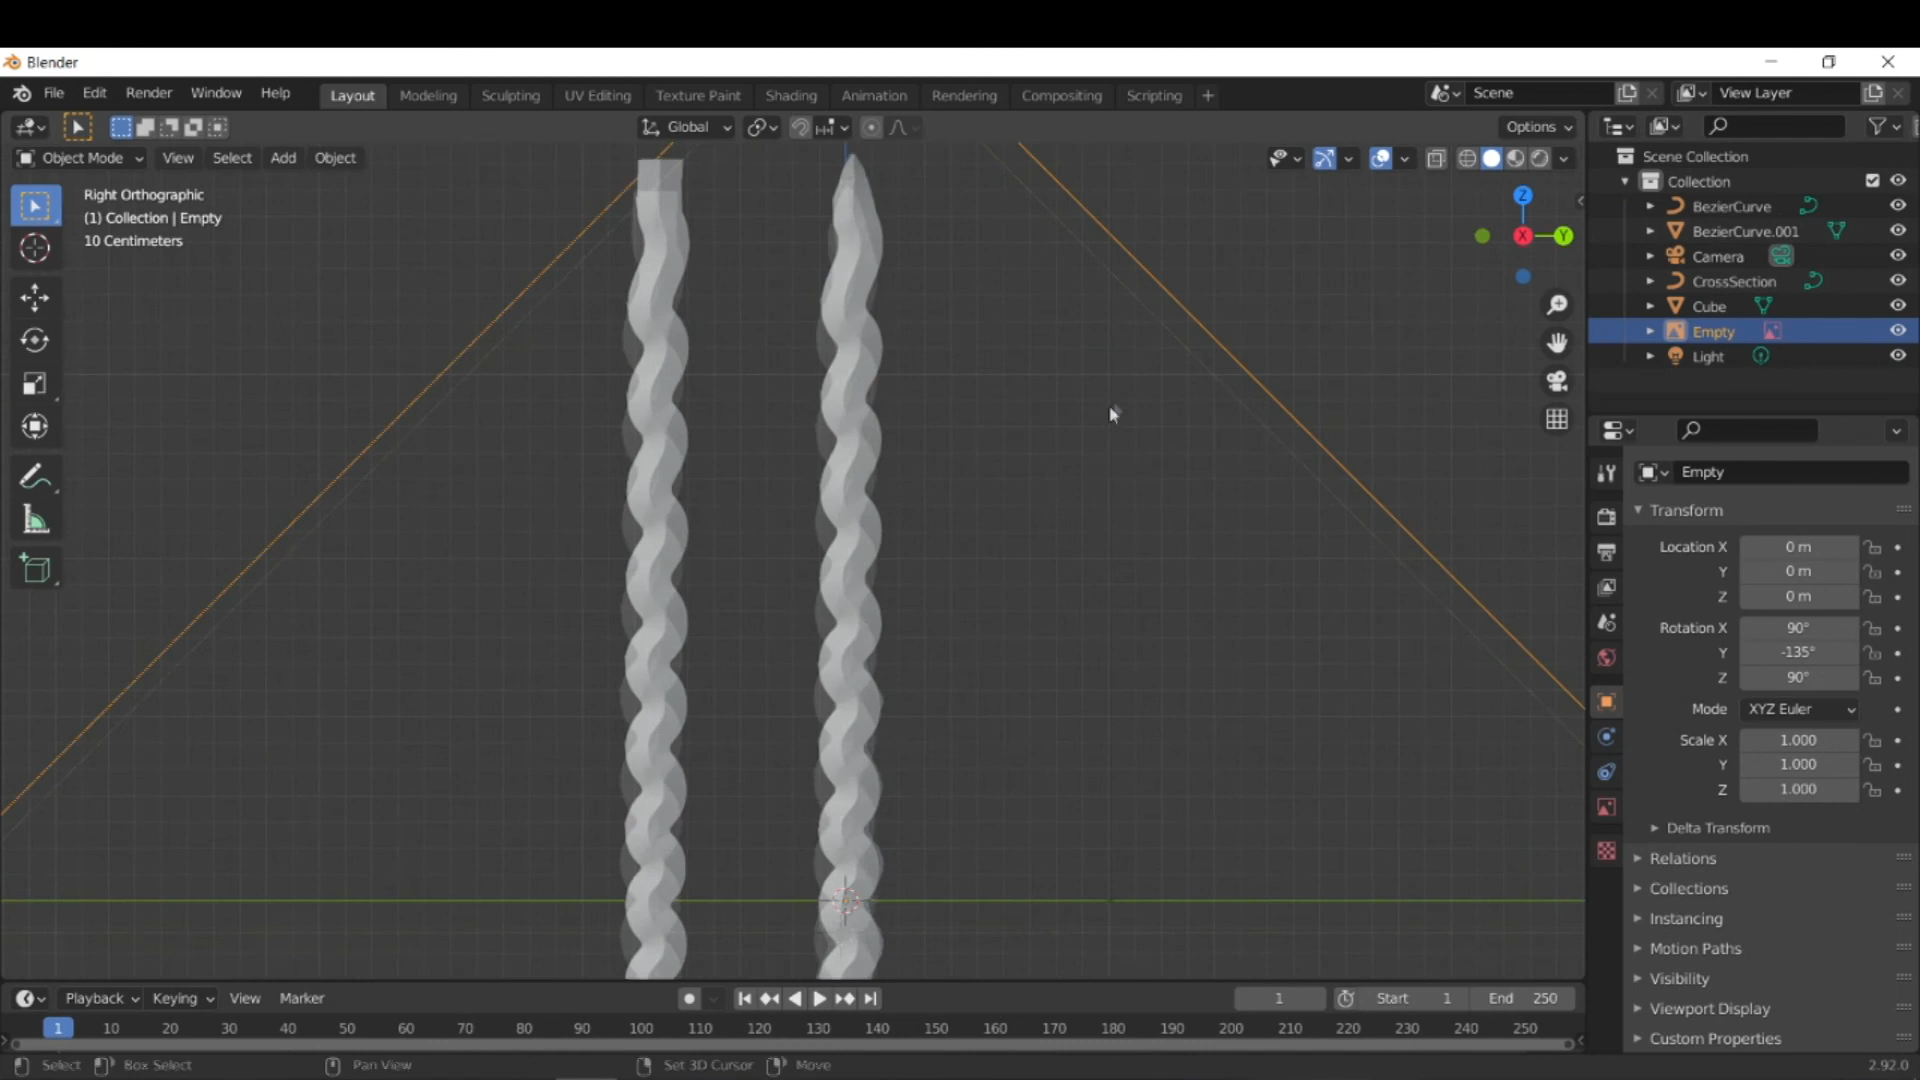 Blender
File Edit Render Window Help Layout Modeling Sculpting UV Editing Texture Paint Shading Animation Rendering Compositing Scripting + Scene View Layer
Global Options
Object Mode View Select Add Object
Right Orthographic
(1) Collection | Empty
10 Centimeters
Z
X
Y
Scene Collection
Collection
BezierCurve
BezierCurve.001
Camera
CrossSection
Cube
Empty
Light
Empty
Transform
Location X 0 m
Y 0 m
Z 0 m
Rotation X 90°
Y -135°
Z 90°
Mode XYZ Euler
Scale X 1.000
Y 1.000
Z 1.000
Delta Transform
Relations
Collections
Instancing
Motion Paths
Visibility
Viewport Display
Custom Properties
Playback Keying View Marker 1 Start 1 End 250
1 10 20 30 40 50 60 70 80 90 100 110 120 130 140 150 160 170 180 190 200 210 220 230 240 250
Select Box Select Pan View Set 3D Cursor Move 2.92.0